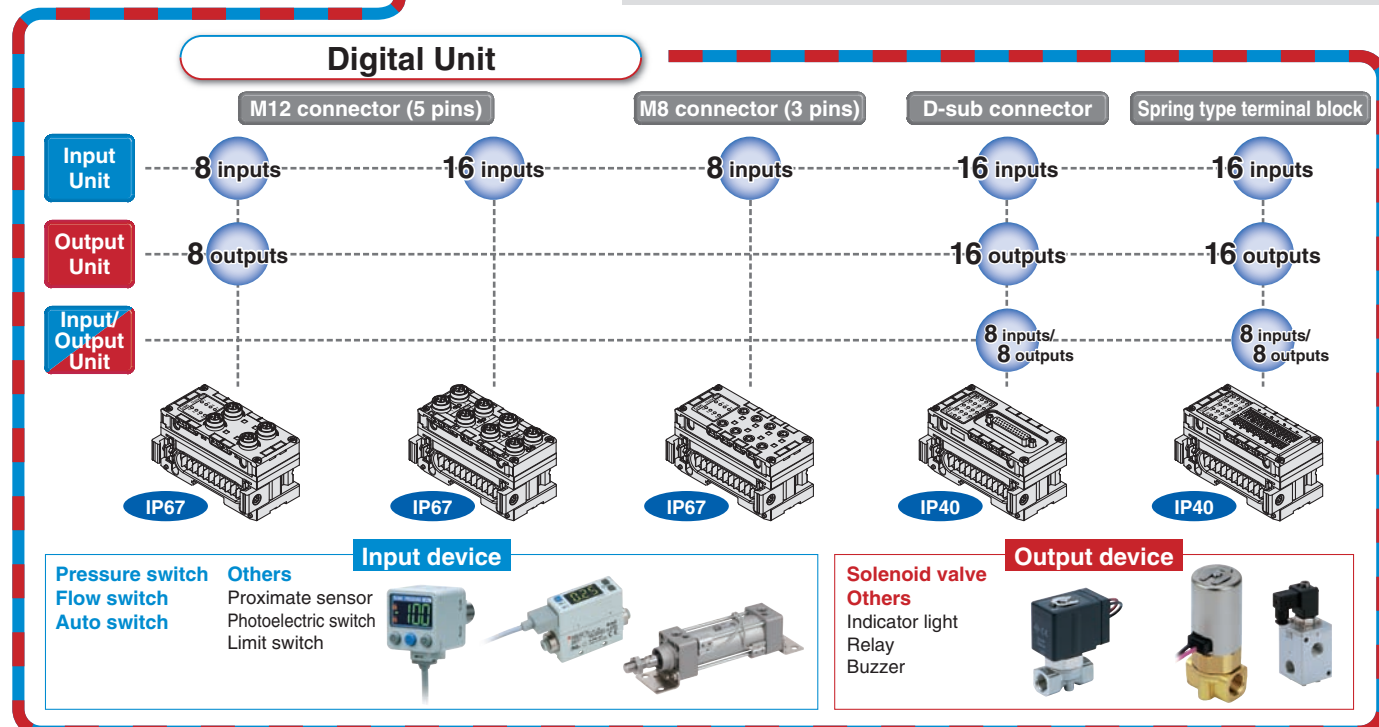 Digital Unit
M12 connector (5 pins)
M8 connector (3 pins)
D-sub connector
Spring type terminal block
Input
Unit
8 inputs
16 inputs
8 inputs
16 inputs
16 inputs
Output
Unit
8 outputs
16 outputs
16 outputs
Input/
Output
Unit
8 inputs/
8 outputs
8 inputs/
8 outputs
IP67
IP67
IP67
IP40
IP40
Input device
Pressure switch
Flow switch
Auto switch
Others
Proximate sensor
Photoelectric switch
Limit switch
100
Output device
Solenoid valve
Others
Indicator light
Relay
Buzzer